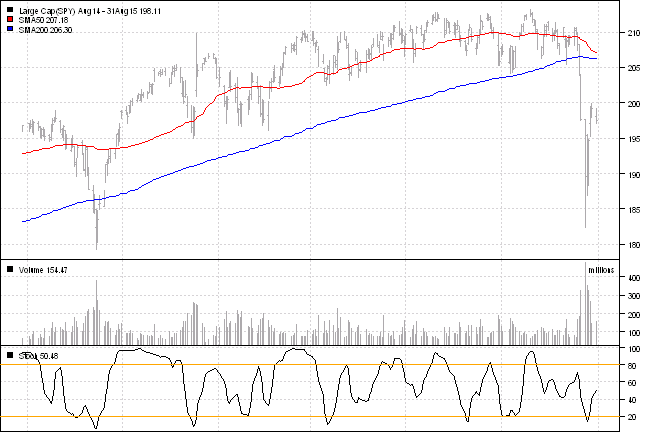 Large Cap(SPY) Aug14 - 31Aug15 198.11
SMA50 207.18
SMA200 206.30
210
205
200
195
190
185
180
Volume 154.47
millions
400
300
200
100
Stoch 50.48
100
80
60
40
20